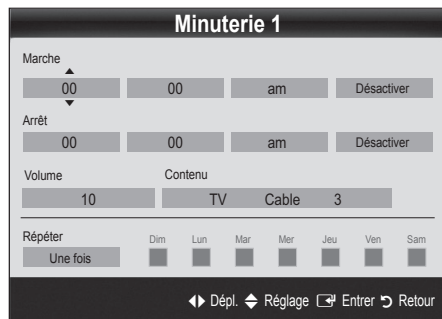 Minuterie 1
Marche
00 00 am Désactiver
Arrêt
00 00 am Désactiver
Volume Contenu
10 TV Cable 3
Répéter Dim Lun Mar Mer Jeu Ven Sam
Une fois
Dépl. Réglage Entrer Retour